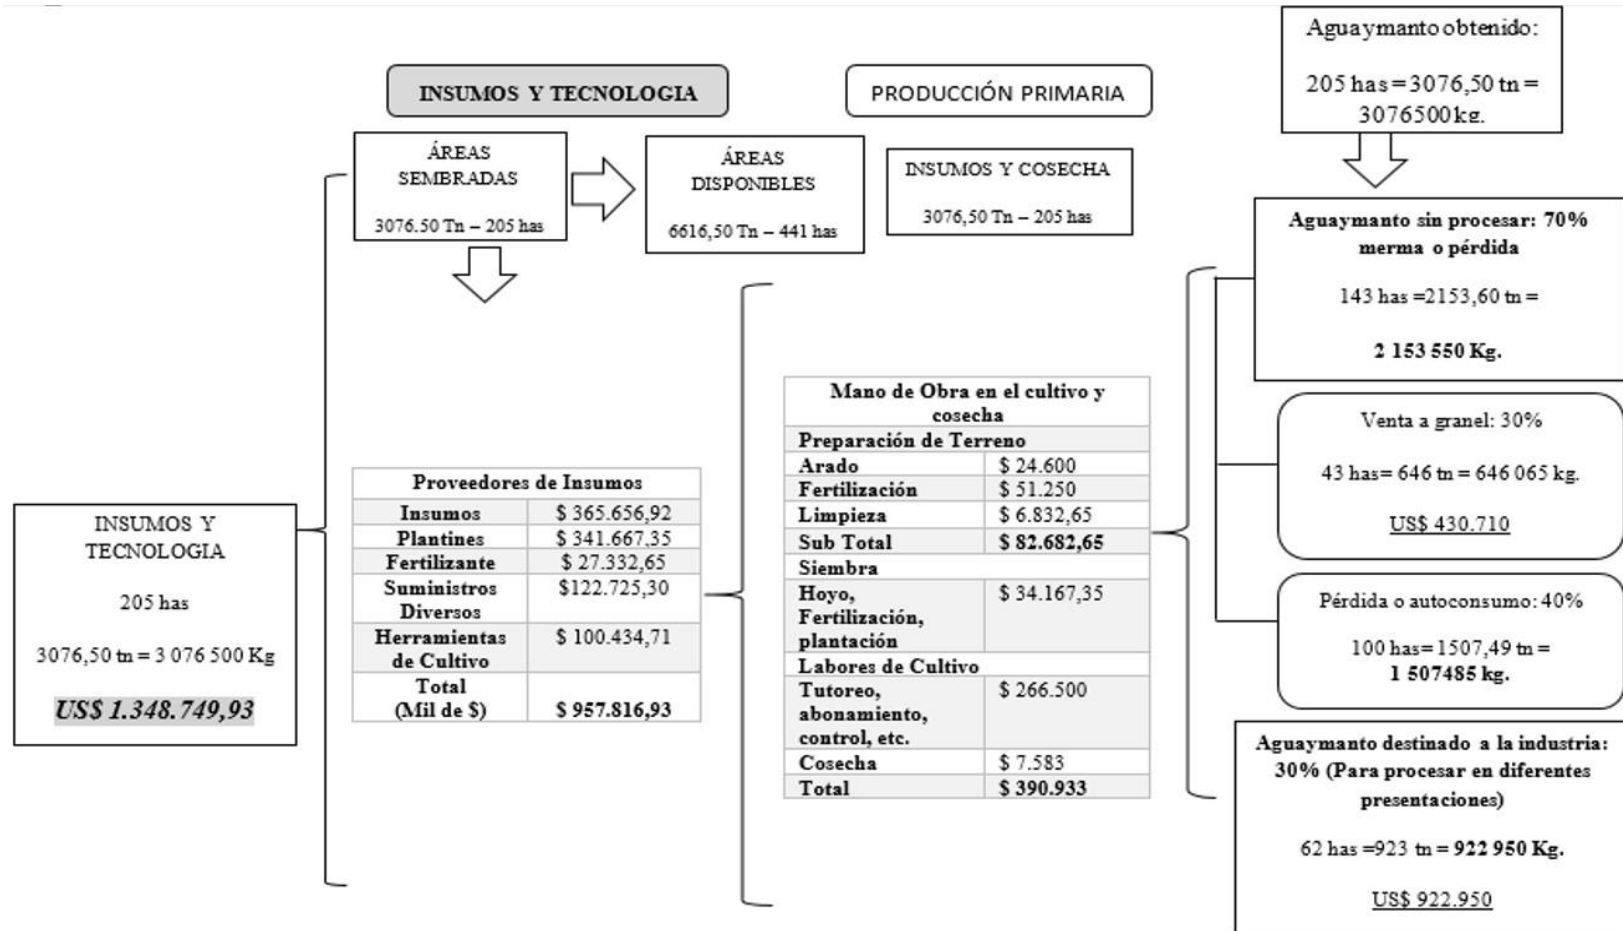 INSUMOS Y TECNOLOGIA
PRODUCCIÓN PRIMARIA
ÁREAS
SEMBRADAS
3076.50 Tn – 205 has
ÁREAS
DISPONIBLES
6616,50 Tn – 441 has
INSUMOS Y COSECHA
3076,50 Tn – 205 has
INSUMOS Y
TECNOLOGIA
205 has
3076,50 tn = 3 076 500 Kg
US$ 1.348.749,93
Proveedores de Insumos
Insumos $ 365.656,92
Plantines $ 341.667,35
Fertilizante $ 27.332,65
Suministros $122.725,30
Diversos
Herramientas $ 100.434,71
de Cultivo
Total
(Mil de $) $ 957.816,93
Mano de Obra en el cultivo y
cosecha
Preparación de Terreno
Arado $ 24.600
Fertilización $ 51.250
Limpieza $ 6.832,65
Sub Total $ 82.682,65
Siembra
Hoyo, $ 34.167,35
Fertilización,
plantación
Labores de Cultivo
Tutoreo, $ 266.500
abonamiento,
control, etc.
Cosecha $ 7.583
Total $ 390.933
Aguaymanto obtenido:
205 has = 3076,50 tn =
3076500 kg.
Aguaymanto sin procesar: 70%
merma o pérdida
143 has =2153,60 tn =
2 153 550 Kg.
Venta a granel: 30%
43 has= 646 tn = 646 065 kg.
US$ 430.710
Pérdida o autoconsumo: 40%
100 has= 1507,49 tn =
1 507485 kg.
Aguaymanto destinado a la industria:
30% (Para procesar en diferentes
presentaciones)
62 has =923 tn = 922 950 Kg.
US$ 922.950